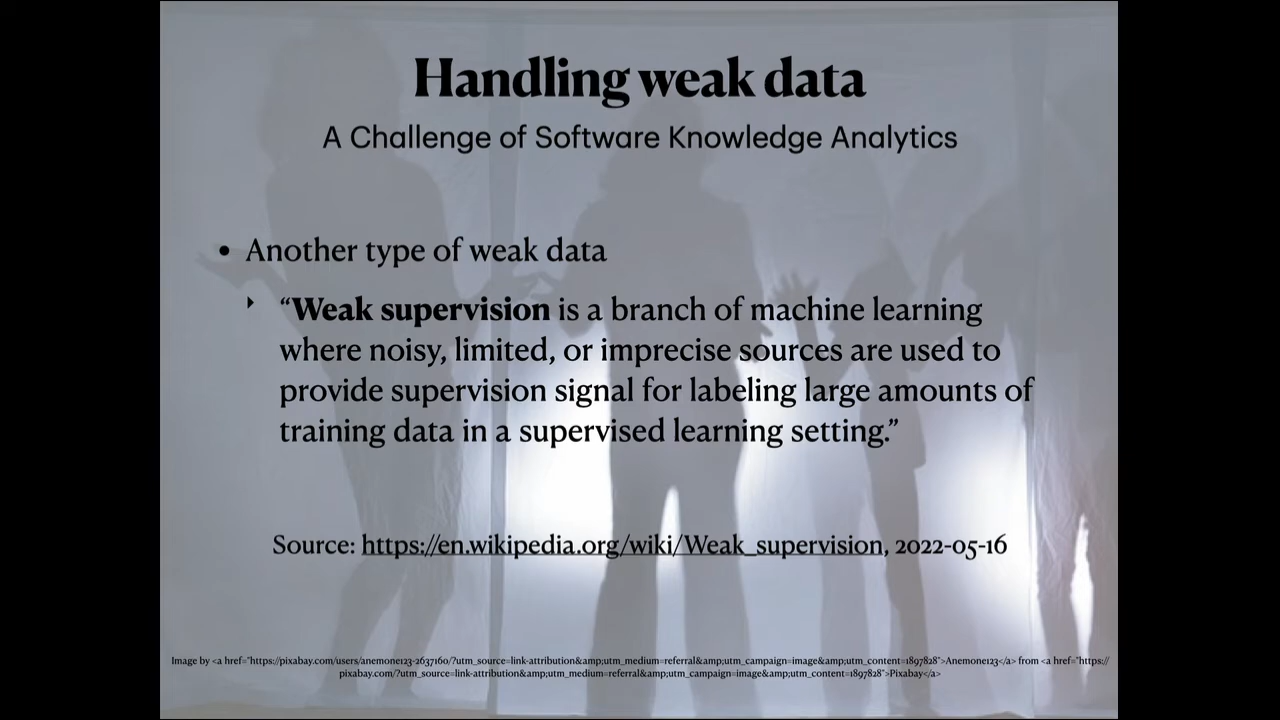 Handling weak data
A Challenge of Software Knowledge Analytics
• Another type of weak data
‣ “Weak supervision is a branch of machine learning
where noisy, limited, or imprecise sources are used to
provide supervision signal for labeling large amounts of
training data in a supervised learning setting.”
Source: https://en.wikipedia.org/wiki/Weak_supervision, 2022-05-16
Image by <a href="https://pixabay.com/users/anemone123-2637160/?utm_source=link-attribution&amp;utm_medium=referral&amp;utm_campaign=image&amp;utm_content=1897828">Anemone123</a> from <a href="https://
pixabay.com/?utm_source=link-attribution&amp;utm_medium=referral&amp;utm_campaign=image&amp;utm_content=1897828">Pixabay</a>